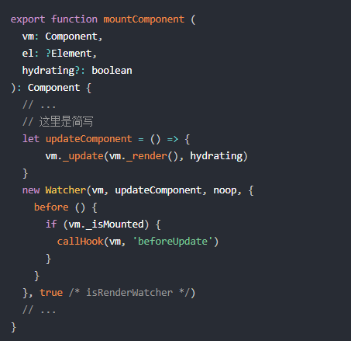 export function mountComponent (
  vm: Component,
  el: ?Element,
  hydrating?: boolean
): Component {
  // ...
  // 这里是简写
  let updateComponent = () => {
      vm._update(vm._render(), hydrating)
  }
  new Watcher(vm, updateComponent, noop, {
    before () {
      if (vm._isMounted) {
        callHook(vm, 'beforeUpdate')
      }
    }
  }, true /* isRenderWatcher */)
  // ...
}